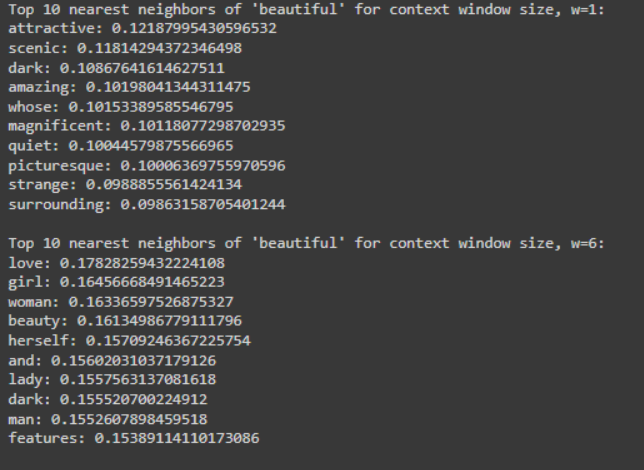 Top 10 nearest neighbors of 'beautiful' for context window size, w=1:
attractive: 0.12187995430596532
scenic: 0.11814294372346498
dark: 0.10867641614627511
amazing: 0.10198041344311475
whose: 0.10153389585546795
magnificent: 0.10118077298702935
quiet: 0.10044579875566965
picturesque: 0.10006369755970596
strange: 0.0988855561424134
surrounding: 0.09863158705401244
Top 10 nearest neighbors of 'beautiful' for context window size, w=6:
love: 0.17828259432224108
girl: 0.16456668491465223
woman: 0.16336597526875327
beauty: 0.16134986779111796
herself: 0.15709246367225754
and: 0.15602031037179126
lady: 0.1557563137081618
dark: 0.155520700224912
man: 0.1552607898459518
features: 0.15389114110173086